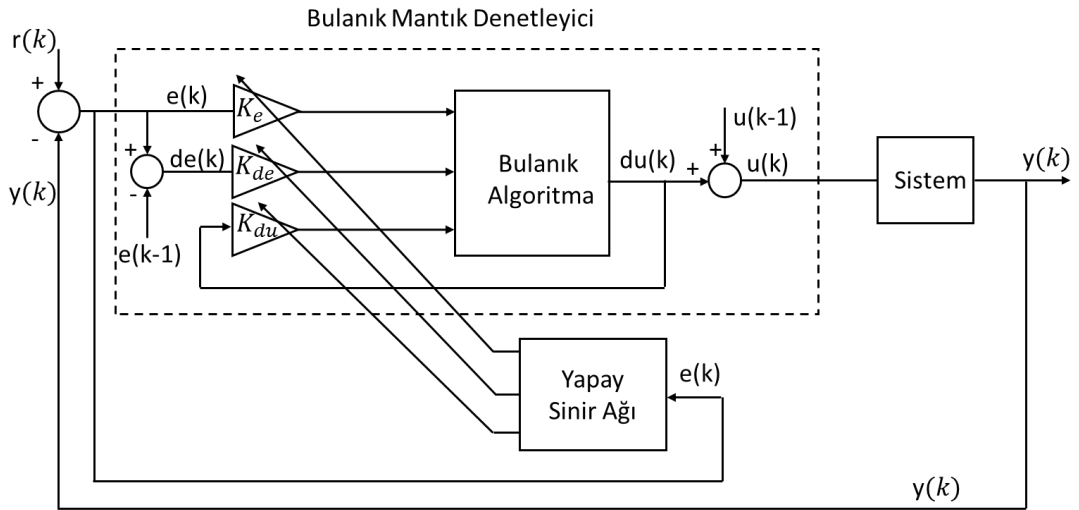 Bulanık Mantık Denetleyici
r(k)
+
e(k)
K_e
-
y(k)
+
de(k)
K_de
-
e(k-1)
K_du
Bulanık
Algoritma
du(k)
+
u(k-1)
+
u(k)
Sistem
y(k)
Yapay
Sinir Ağı
e(k)
y(k)